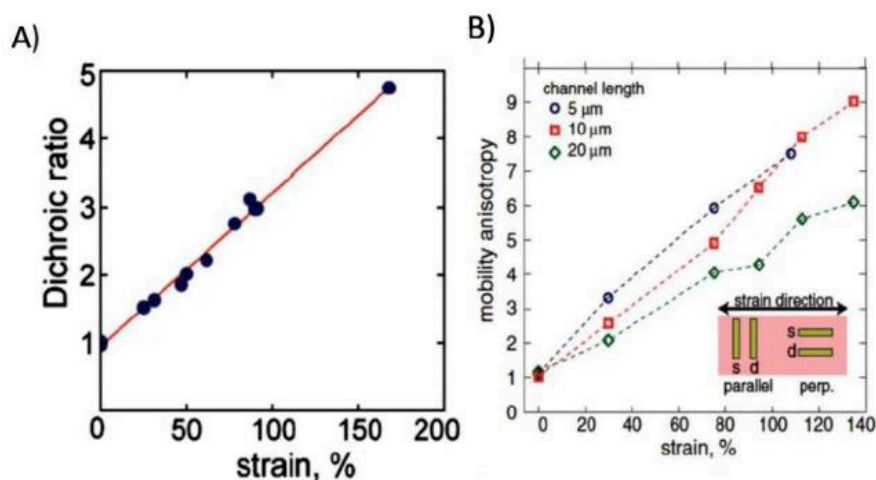 A)
Dichroic ratio
5
4
3
2
1
0
50
100
150
200
strain, %
B)
mobility anisotropy
9
8
7
6
5
4
3
2
1
0
channel length
5 μm
10 μm
20 μm
strain direction
s
d
s d
parallel
perp.
0
20
40
60
80
100
120
140
strain, %